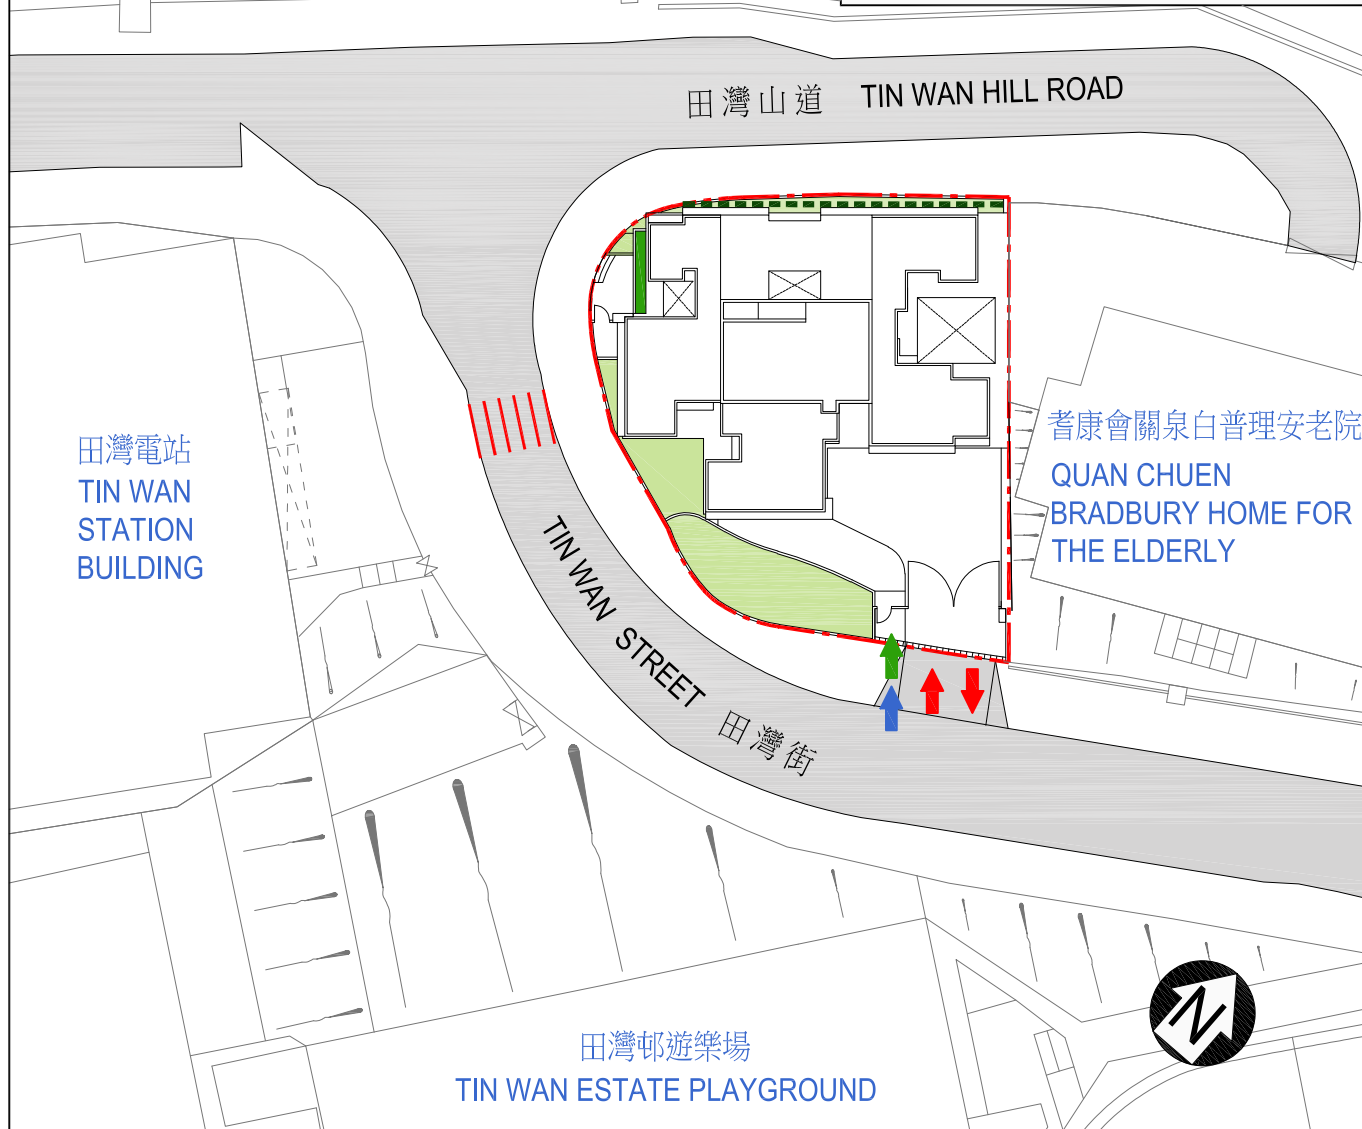 田灣山道 TIN WAN HILL ROAD
田灣電站
TIN WAN
STATION
BUILDING
耆康會關泉白普理安老院
QUAN CHUEN
BRADBURY HOME FOR
THE ELDERLY
TIN WAN STREET 田灣街
田灣邨遊樂場
TIN WAN ESTATE PLAYGROUND
N